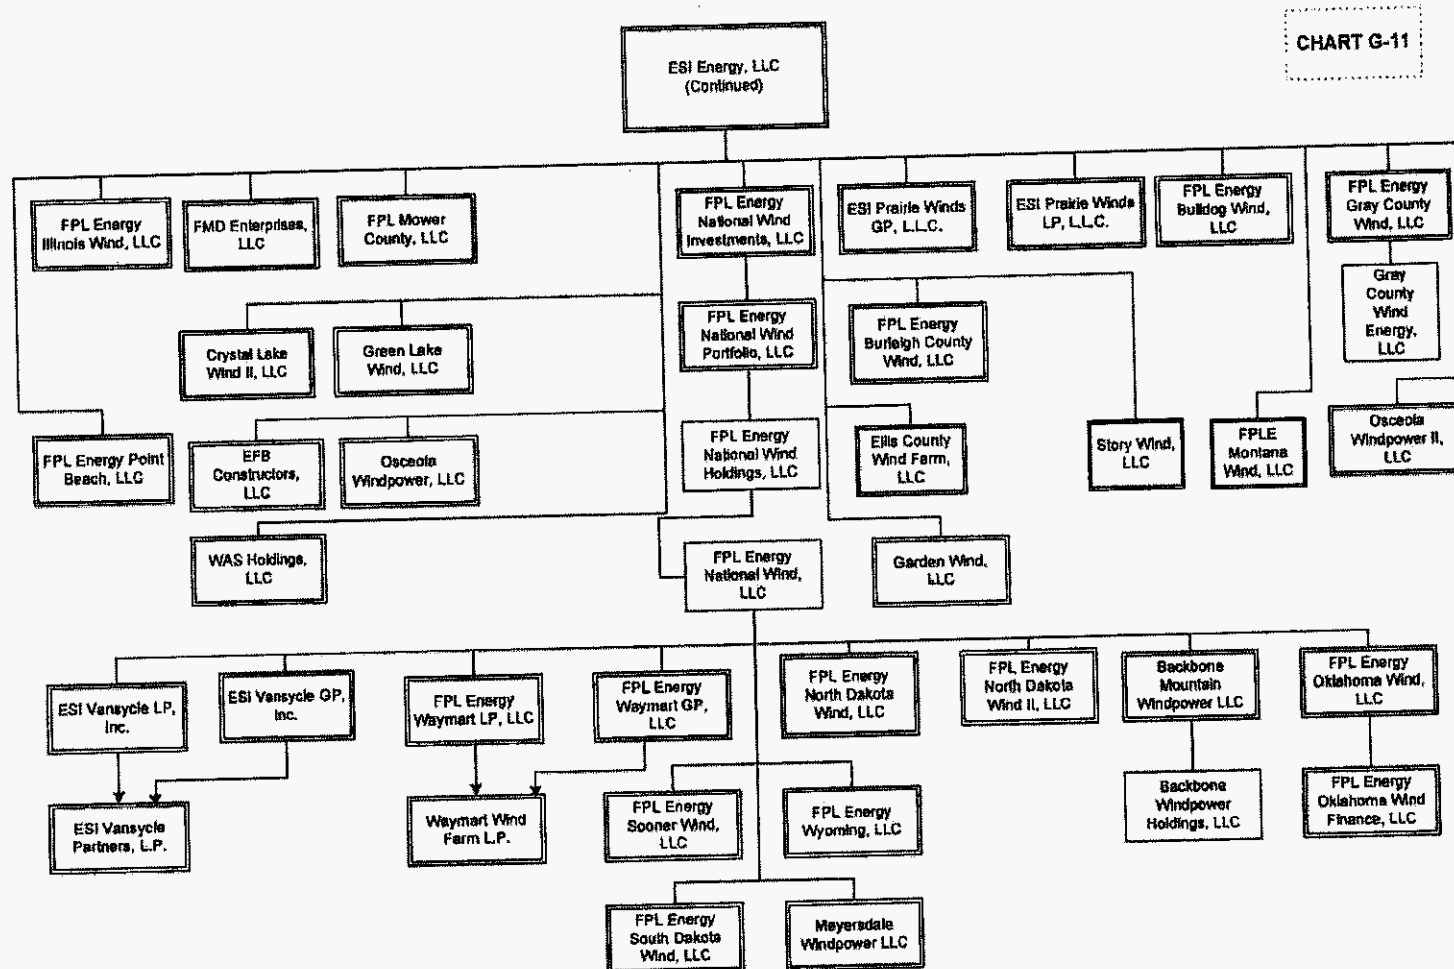 CHART G-11
ESI Energy, LLC
(Continued)
FPL Energy
Illinois Wind, LLC
FMD Enterprises,
LLC
FPL Mower
County, LLC
FPL Energy
National Wind
Investments, LLC
ESI Prairie Winds
GP, L.L.C.
ESI Prairie Winds
LP, L.L.C.
FPL Energy
Bulldog Wind,
LLC
FPL Energy
Gray County
Wind, LLC
Gray
County
Wind
Energy,
LLC
Crystal Lake
Wind II, LLC
Green Lake
Wind, LLC
FPL Energy
National Wind
Portfolio, LLC
FPL Energy
Burleigh County
Wind, LLC
FPL Energy Point
Beach, LLC
EFB
Constructors,
LLC
Osceola
Windpower, LLC
FPL Energy
National Wind
Holdings, LLC
Ellis County
Wind Farm,
LLC
Story Wind,
LLC
FPLE
Montana
Wind, LLC
Osceola
Windpower II,
LLC
WAS Holdings,
LLC
FPL Energy
National Wind,
LLC
Garden Wind,
LLC
ESI Vansycle LP,
Inc.
ESI Vansycle GP,
Inc.
FPL Energy
Waymart LP, LLC
FPL Energy
Waymart GP,
LLC
FPL Energy
North Dakota
Wind, LLC
FPL Energy
North Dakota
Wind II, LLC
Backbone
Mountain
Windpower LLC
FPL Energy
Oklahoma Wind,
LLC
ESI Vansycle
Partners, L.P.
Waymart Wind
Farm L.P.
FPL Energy
Sooner Wind,
LLC
FPL Energy
Wyoming, LLC
Backbone
Windpower
Holdings, LLC
FPL Energy
Oklahoma Wind
Finance, LLC
FPL Energy
South Dakota
Wind, LLC
Meyersdale
Windpower LLC